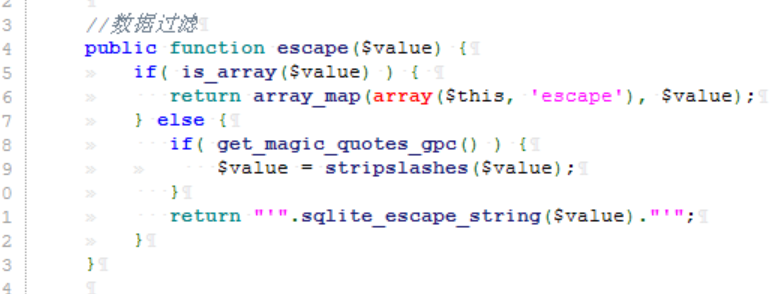 2
3 //数据过滤
4 public function escape($value) {
5 if( is_array($value) ) {
6 return array_map(array($this, 'escape'), $value);
7 } else {
8 if( get_magic_quotes_gpc() ) {
9 $value = stripslashes($value);
0 }
1 return "'".sqlite_escape_string($value)."'";
2 }
3 }
4